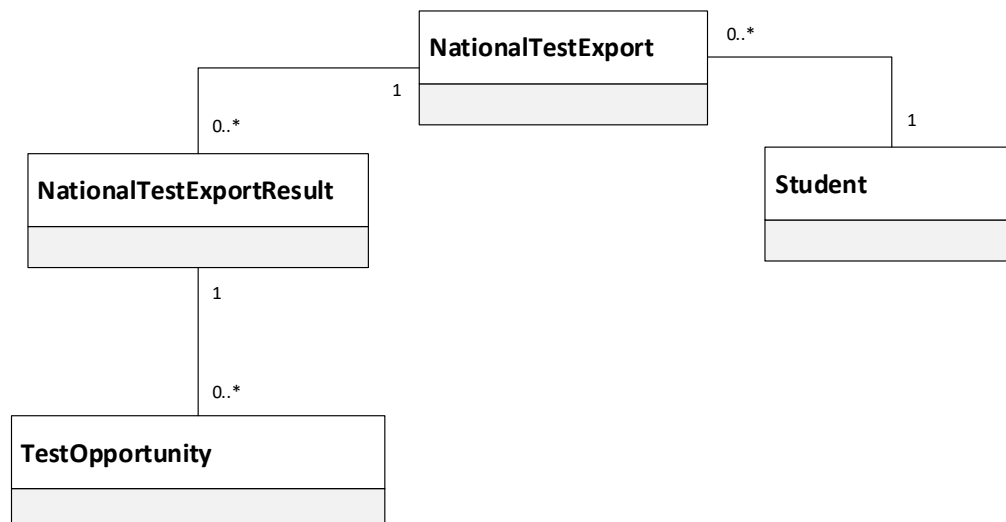 NationalTestExport
0..*
1
0..*
1
NationalTestExportResult
Student
1
0..*
TestOpportunity